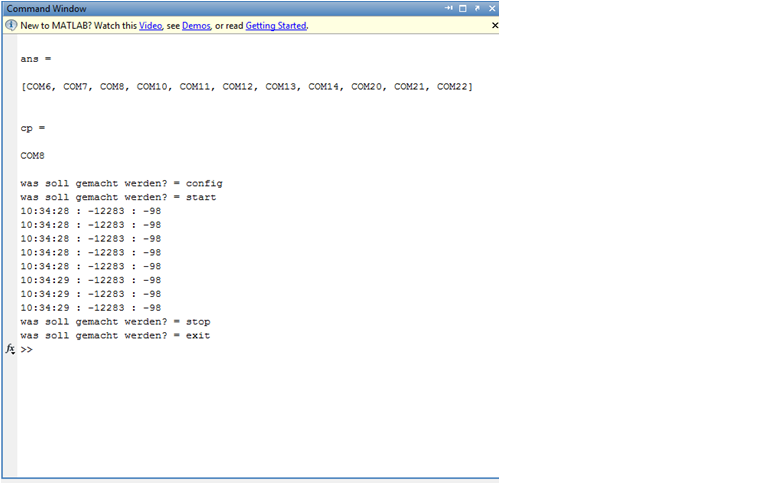 Command Window
New to MATLAB? Watch this Video, see Demos, or read Getting Started.
ans =
[COM6, COM7, COM8, COM10, COM11, COM12, COM13, COM14, COM20, COM21, COM22]
cp =
COM8
was soll gemacht werden? = config
was soll gemacht werden? = start
10:34:28 : -12283 : -98
10:34:28 : -12283 : -98
10:34:28 : -12283 : -98
10:34:28 : -12283 : -98
10:34:28 : -12283 : -98
10:34:29 : -12283 : -98
10:34:29 : -12283 : -98
10:34:29 : -12283 : -98
was soll gemacht werden? = stop
was soll gemacht werden? = exit
fx >>